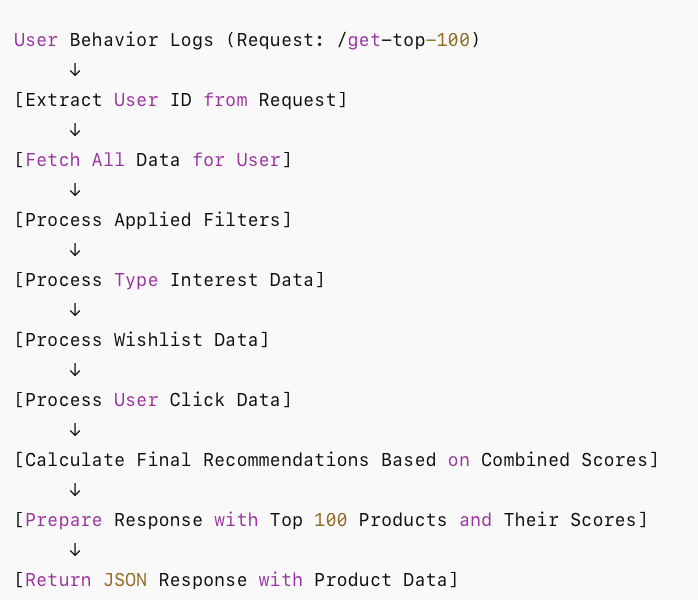 User Behavior Logs (Request: /get-top-100)
↓
[Extract User ID from Request]
↓
[Fetch All Data for User]
↓
[Process Applied Filters]
↓
[Process Type Interest Data]
↓
[Process Wishlist Data]
↓
[Process User Click Data]
↓
[Calculate Final Recommendations Based on Combined Scores]
↓
[Prepare Response with Top 100 Products and Their Scores]
↓
[Return JSON Response with Product Data]